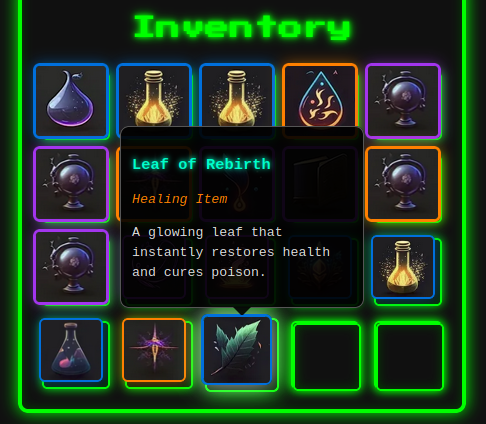 Inventory
Leaf of Rebirth
Healing Item
A glowing leaf that
instantly restores health
and cures poison.